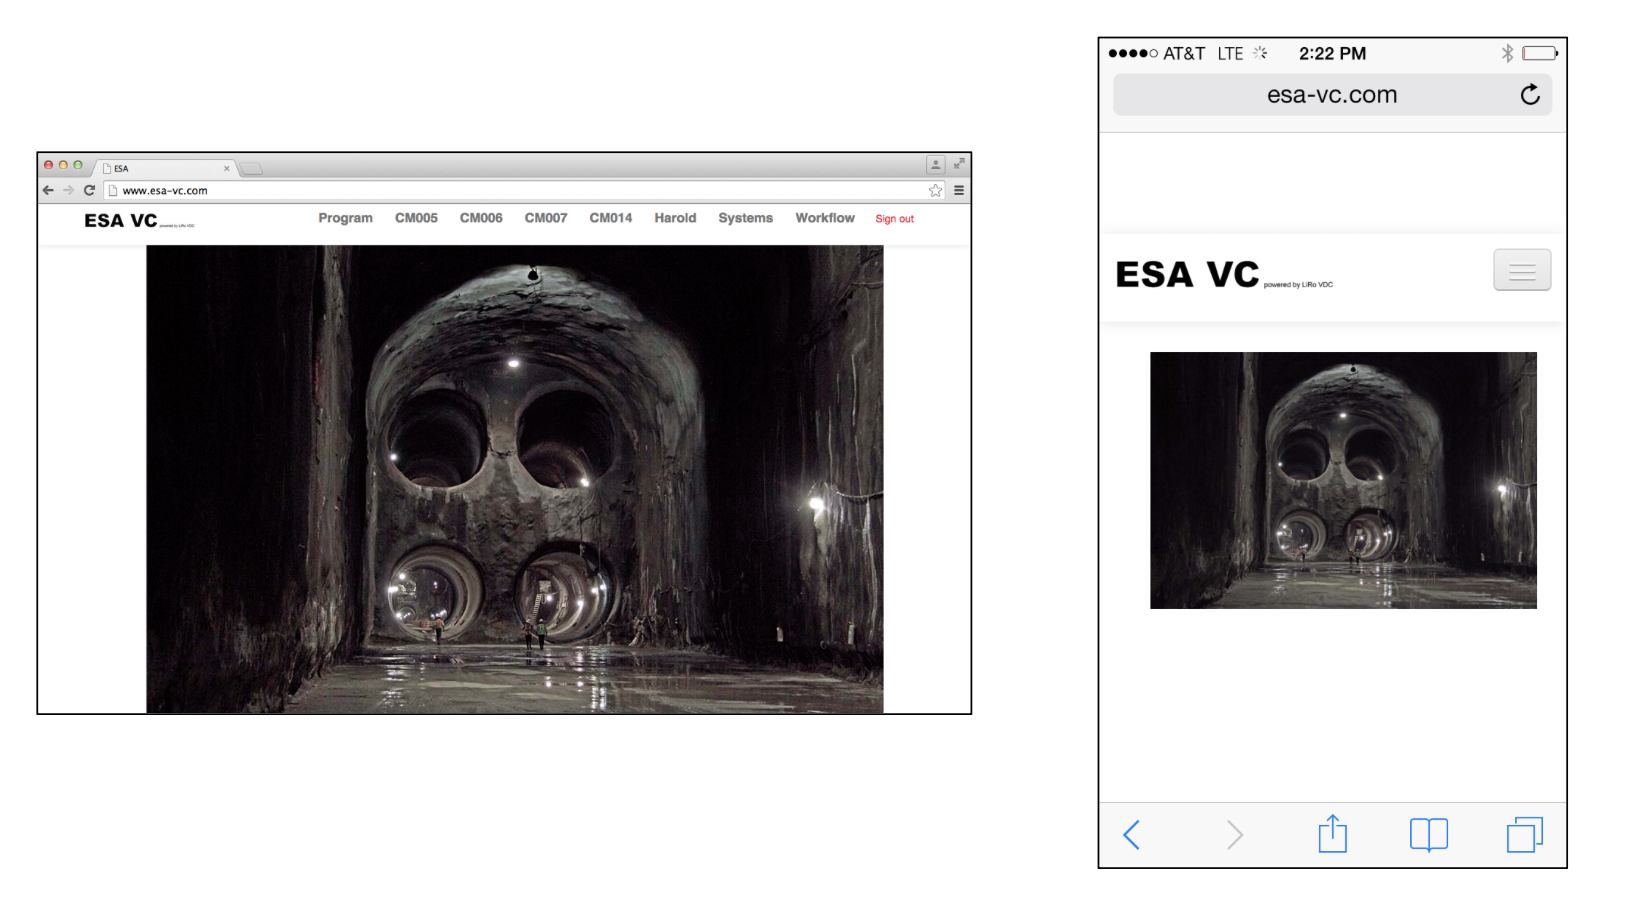 ESA
www.esa-vc.com
ESA VC powered by LiRo VDC
Program CM005 CM006 CM007 CM014 Harold Systems Workflow Sign out
AT&T LTE 2:22 PM
esa-vc.com
ESA VC powered by LiRo VDC